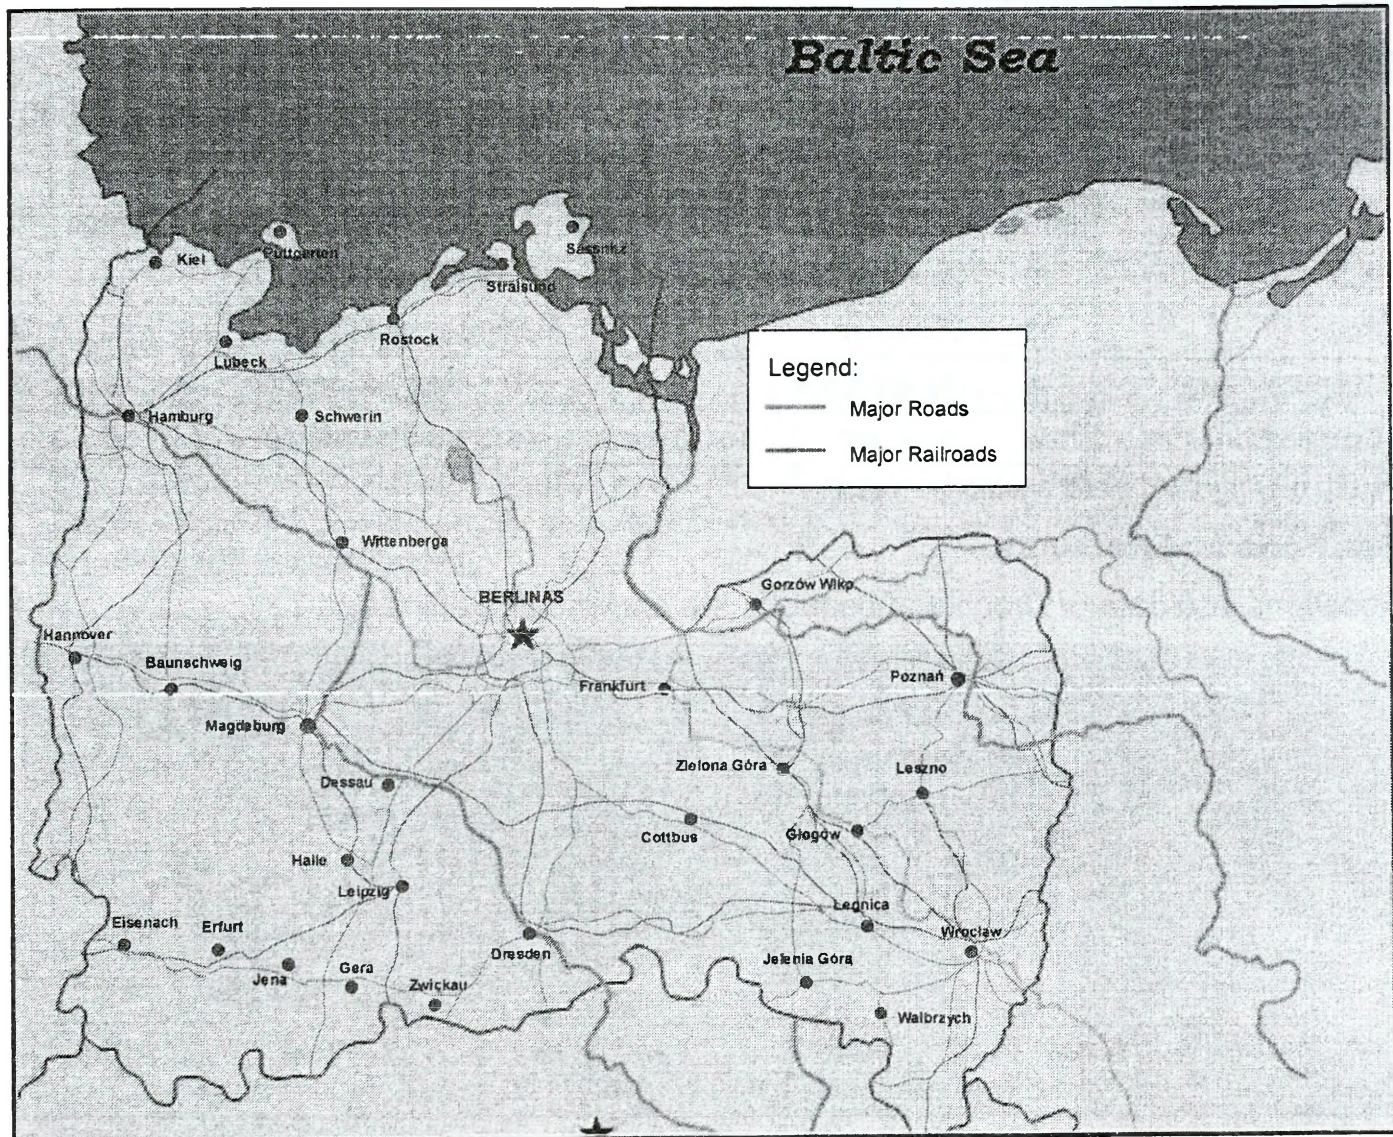 Baltic Sea
Kiel
Puttgerten
Sassnitz
Stralsund
Rostock
Lubeck
Legend:
Major Roads
Major Railroads
Hamburg
Schwerin
Wittenberga
Gorzów Wlkp
BERLINAS
Hannover
Baunschweig
Frankfurt
Poznań
Magdeburg
Zielona Góra
Leszno
Dessau
Cottbus
Głogów
Halle
Leipzig
Legnica
Eisenach
Erfurt
Wrocław
Dresden
Jelenia Góra
Jena
Gera
Zwickau
Walbrzych